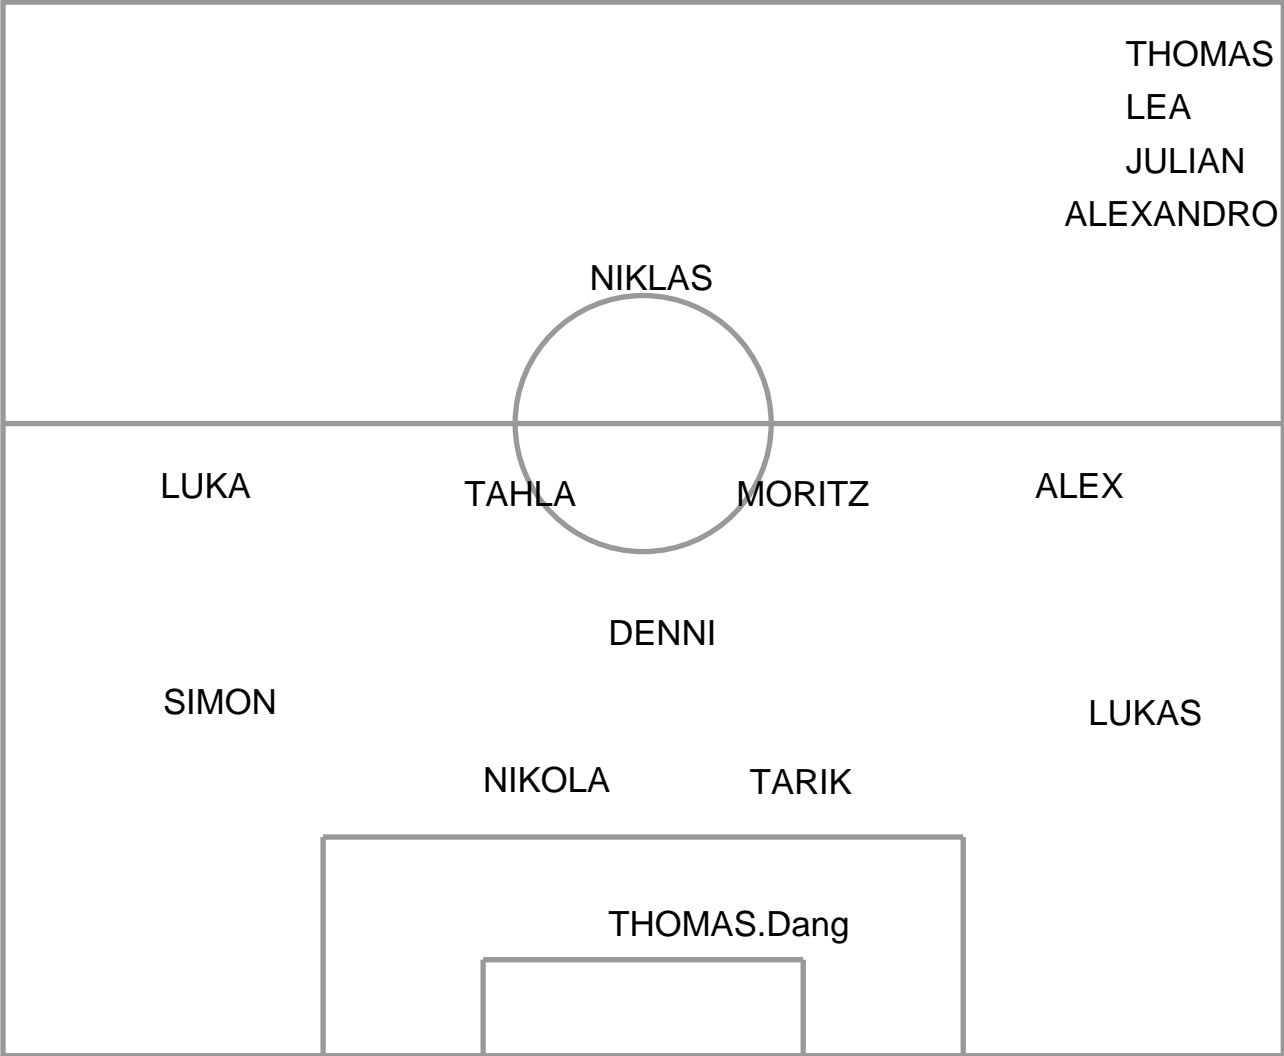 THOMAS
LEA
JULIAN
ALEXANDRO
NIKLAS
LUKA TAHLA MORITZ ALEX
DENNI
SIMON LUKAS
NIKOLA TARIK
THOMAS.Dang